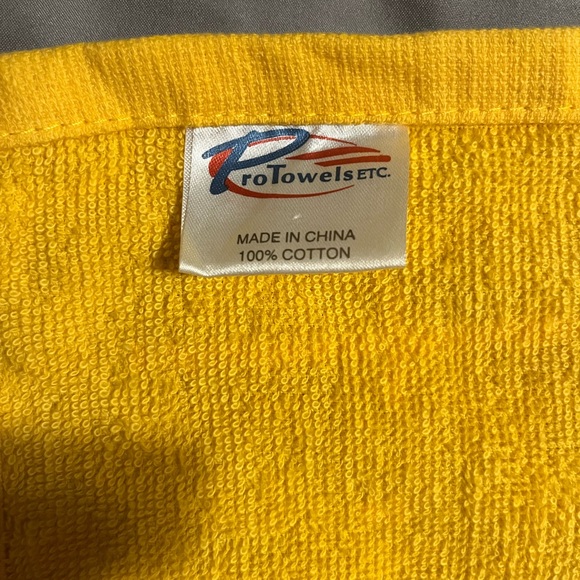 ProTowels ETC.
MADE IN CHINA
100% COTTON